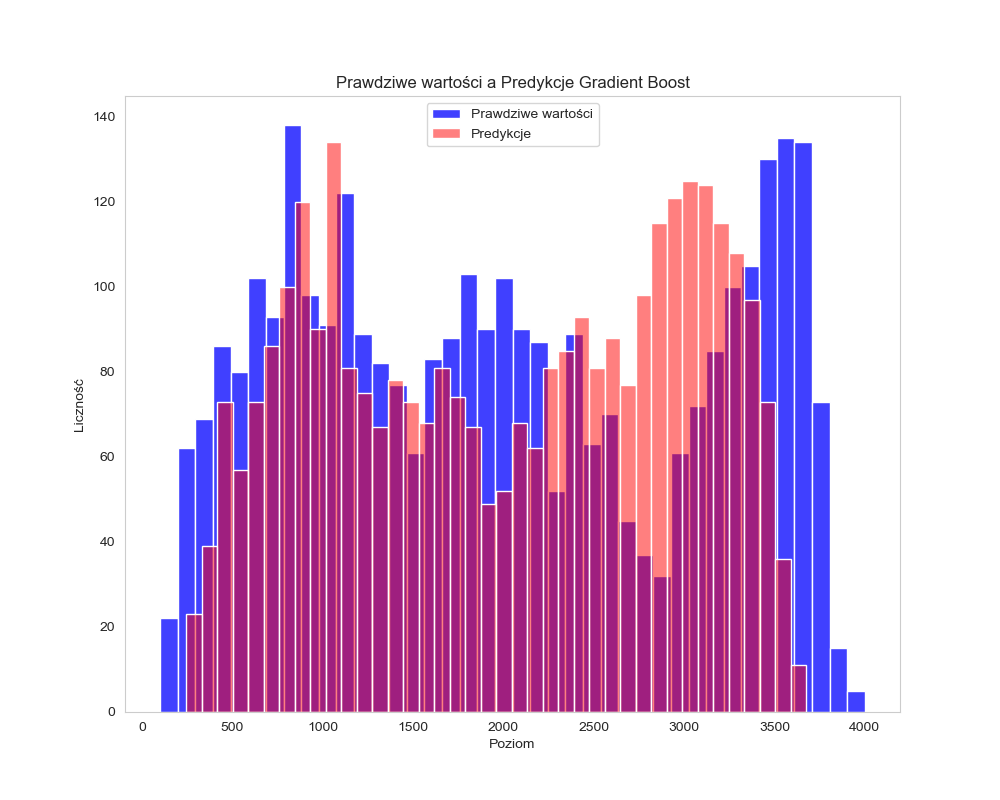 Prawdziwe wartości a Predykcje Gradient Boost
Prawdziwe wartości
Predykcje
140
120
100
80
60
40
20
0
Liczność
0 500 1000 1500 2000 2500 3000 3500 4000
Poziom